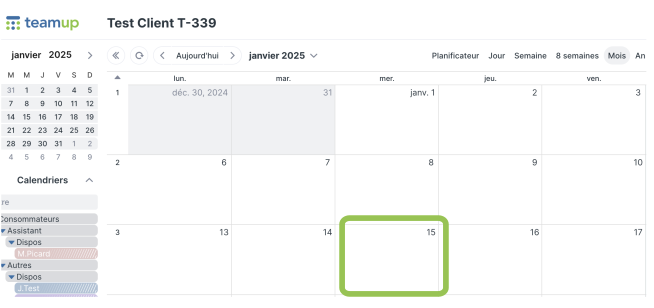 teamup
Test Client T-339
janvier 2025
M M J V S D
31 1 2 3 4 5
7 8 9 10 11 12
14 15 16 17 18 19
21 22 23 24 25 26
28 29 30 31 1 2
4 5 6 7 8 9
Calendriers
re
Consommateurs
Assistant
Dispos
M.Picard
Autres
Dispos
J.Test
Aujourd'hui
janvier 2025
Planificateur Jour Semaine 8 semaines Mois An
lun. mar. mer. jeu. ven.
1 déc. 30, 2024 31 janv. 1 2 3
2 6 7 8 9 10
3 13 14 15 16 17